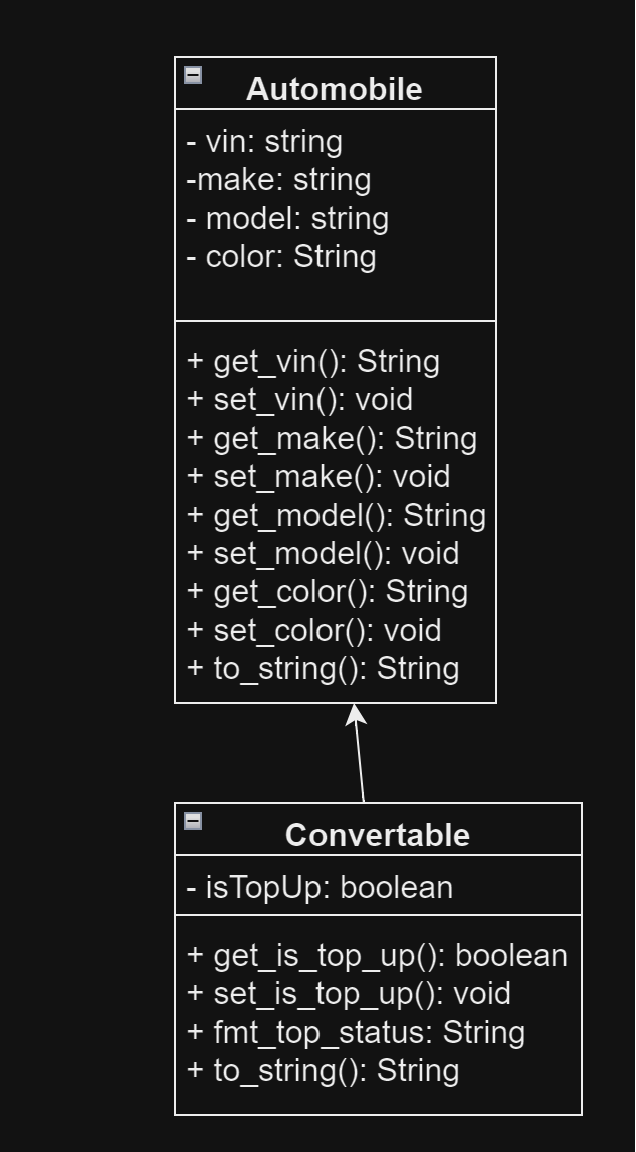 Automobile
- vin: string
-make: string
- model: string
- color: String
+ get_vin(): String
+ set_vin(): void
+ get_make(): String
+ set_make(): void
+ get_model(): String
+ set_model(): void
+ get_color(): String
+ set_color(): void
+ to_string(): String
Convertable
- isTopUp: boolean
+ get_is_top_up(): boolean
+ set_is_top_up(): void
+ fmt_top_status: String
+ to_string(): String